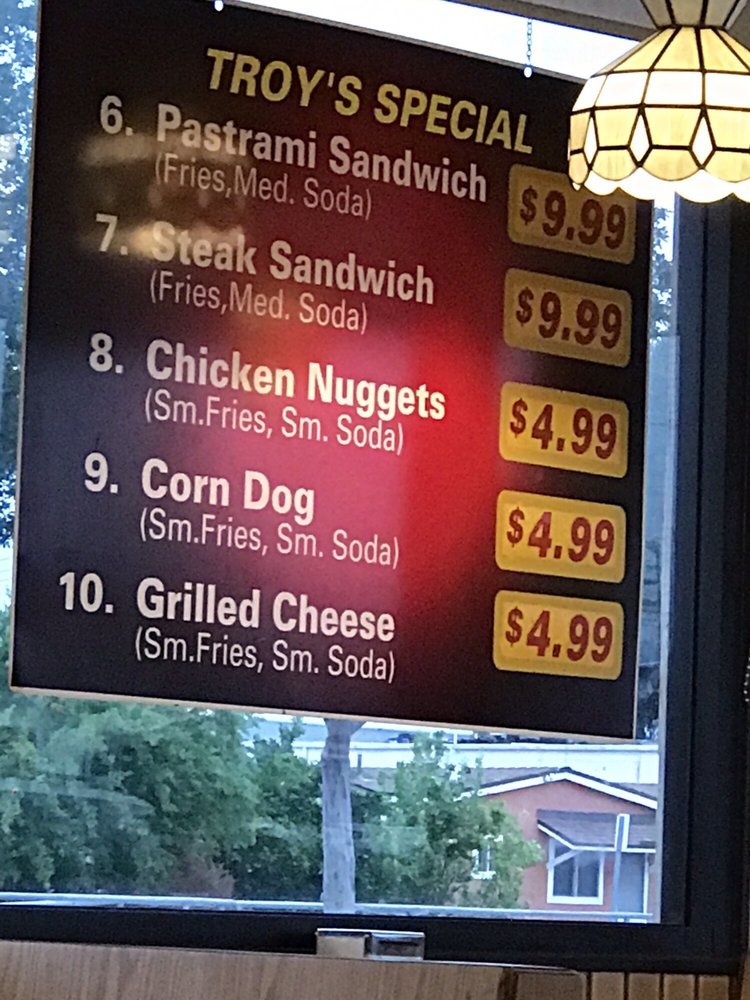 TROY'S SPECIAL
6. Pastrami Sandwich $9.99
(Fries,Med. Soda)
7. Steak Sandwich $9.99
(Fries,Med. Soda)
8. Chicken Nuggets $4.99
(Sm.Fries, Sm. Soda)
9. Corn Dog $4.99
(Sm.Fries, Sm. Soda)
10. Grilled Cheese $4.99
(Sm.Fries, Sm. Soda)